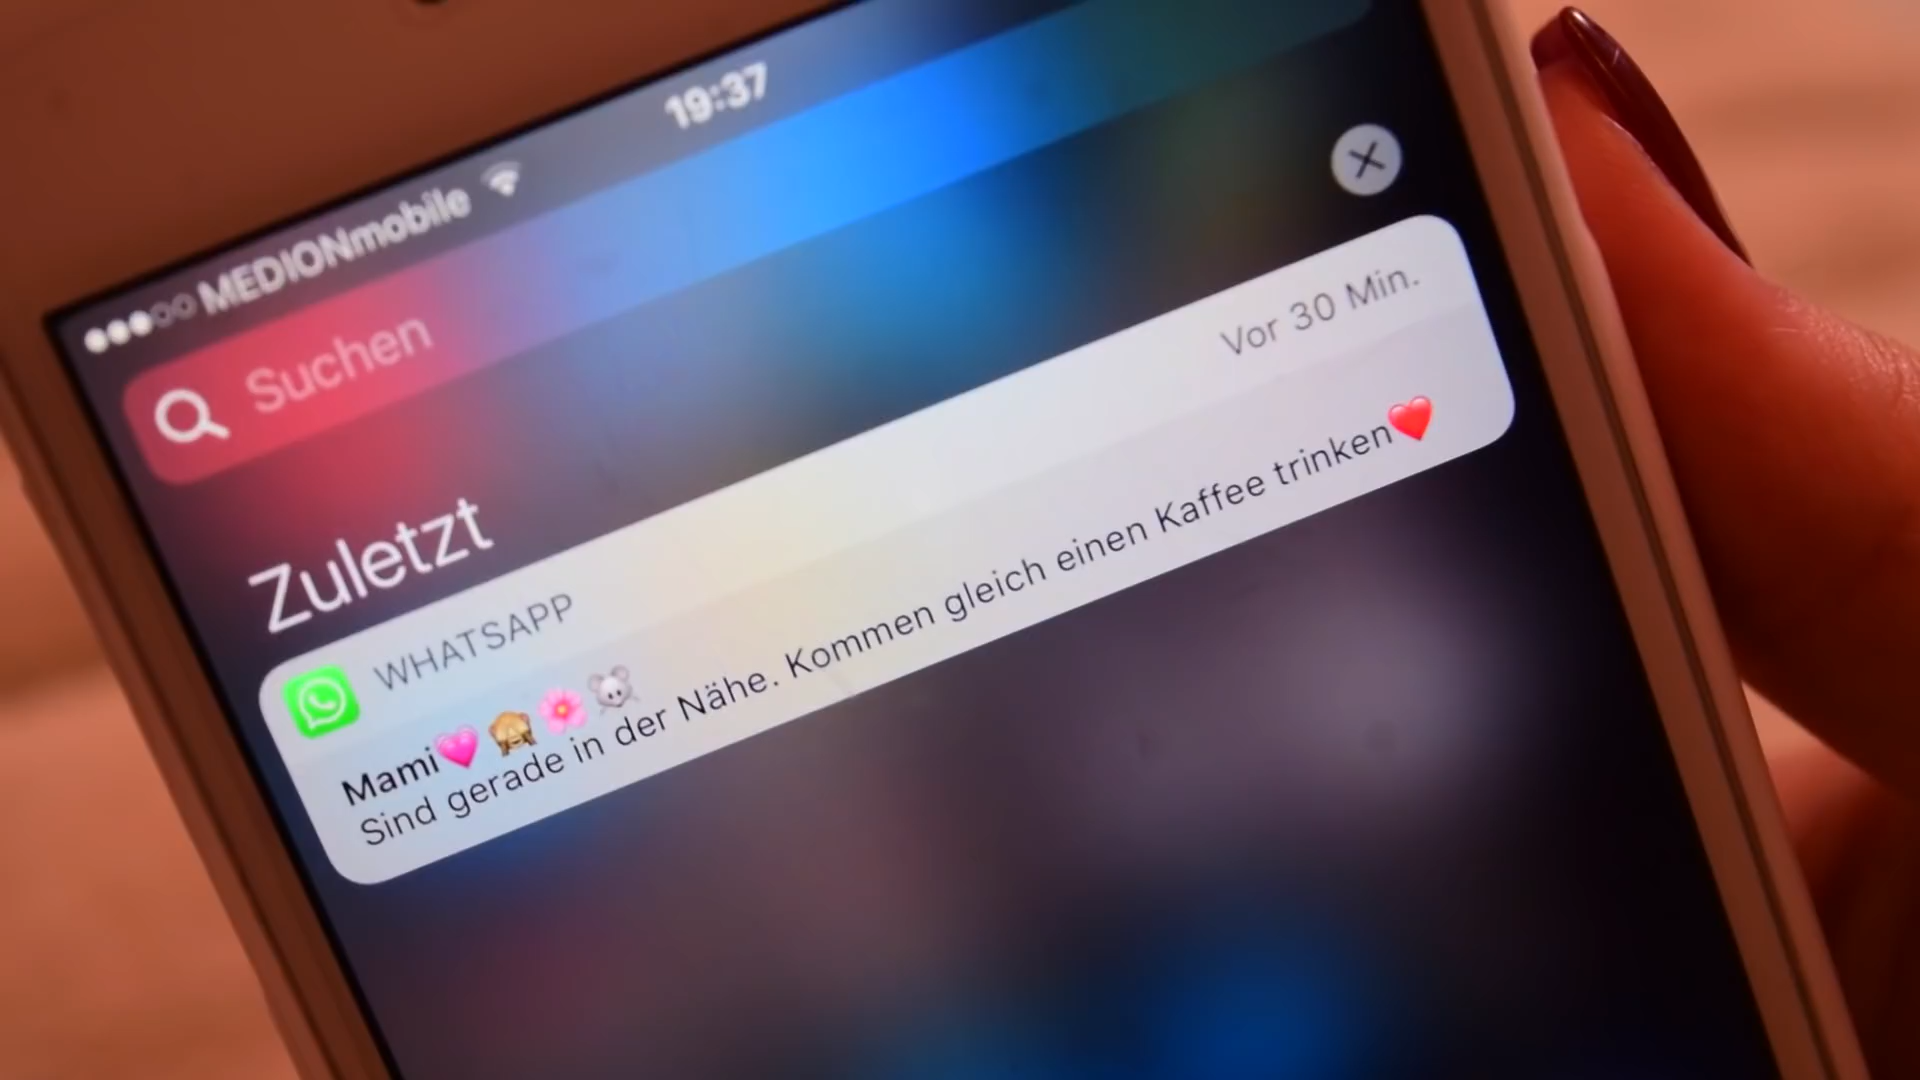 MEDIONmobile 19:37
Suchen
Zuletzt
WHATSAPP Vor 30 Min.
Mami💗🙈🌸🐭
Sind gerade in der Nähe. Kommen gleich einen Kaffee trinken❤️